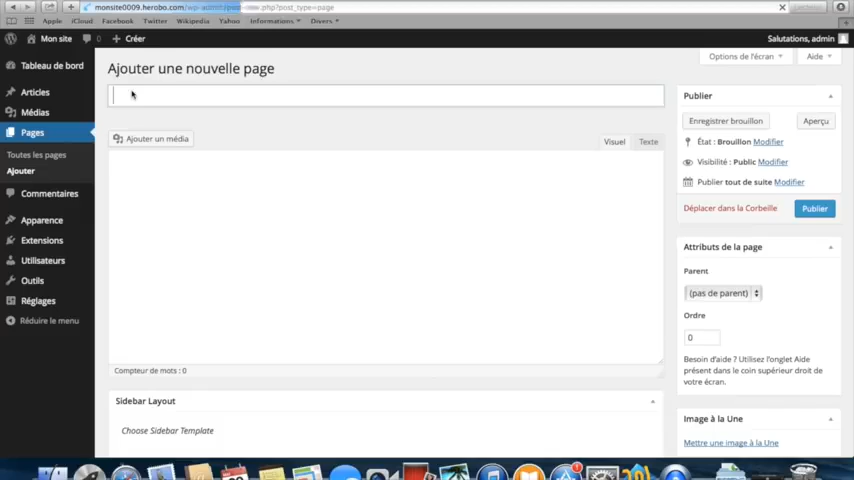 monsite0009.herobo.com/wp-admin/post-new.php?post_type=page
Apple iCloud Facebook Twitter Wikipedia Yahoo Informations Divers
Mon site 0 + Créer Salutations, admin
Options de l'écran Aide
Tableau de bord
Articles
Médias
Pages
Toutes les pages
Ajouter
Commentaires
Apparence
Extensions
Utilisateurs
Outils
Réglages
Réduire le menu
Ajouter une nouvelle page
Ajouter un média
Visuel Texte
Compteur de mots : 0
Sidebar Layout
Choose Sidebar Template
Publier
Enregistrer brouillon Aperçu
État : Brouillon Modifier
Visibilité : Public Modifier
Publier tout de suite Modifier
Déplacer dans la Corbeille Publier
Attributs de la page
Parent
(pas de parent)
Ordre
0
Besoin d'aide ? Utilisez l'onglet Aide
présent dans le coin supérieur droit de
votre écran.
Image à la Une
Mettre une image à la Une